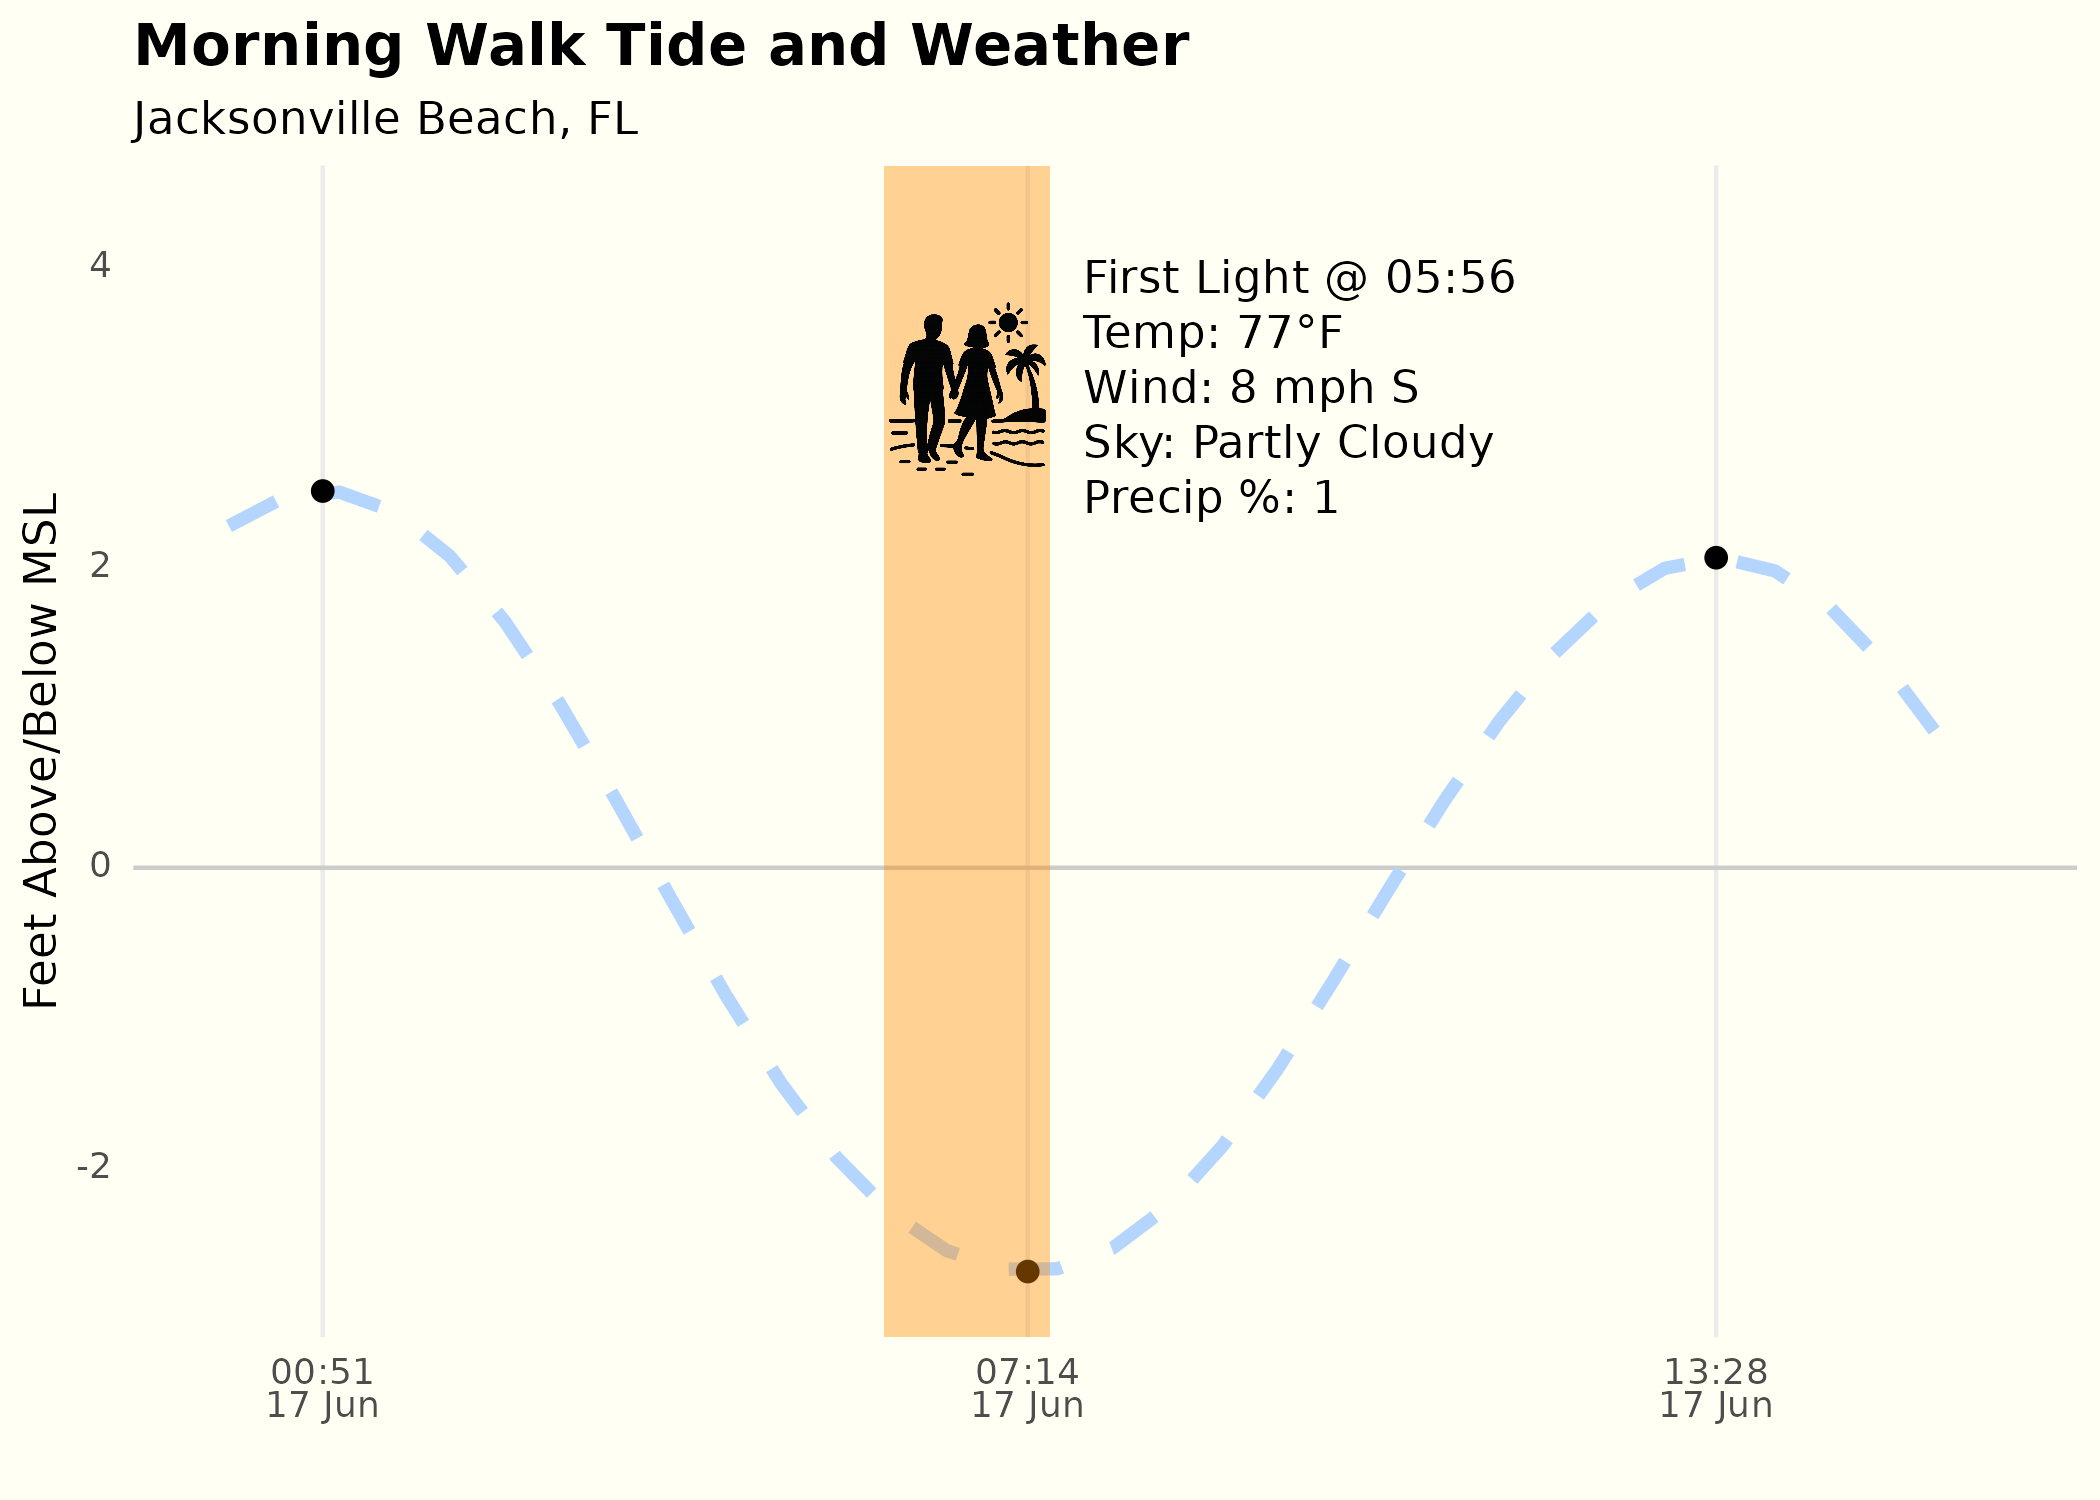 Morning Walk Tide and Weather
Jacksonville Beach, FL
Feet Above/Below MSL
4
2
0
-2
First Light @ 05:56
Temp: 77°F
Wind: 8 mph S
Sky: Partly Cloudy
Precip %: 1
00:51
17 Jun
07:14
17 Jun
13:28
17 Jun